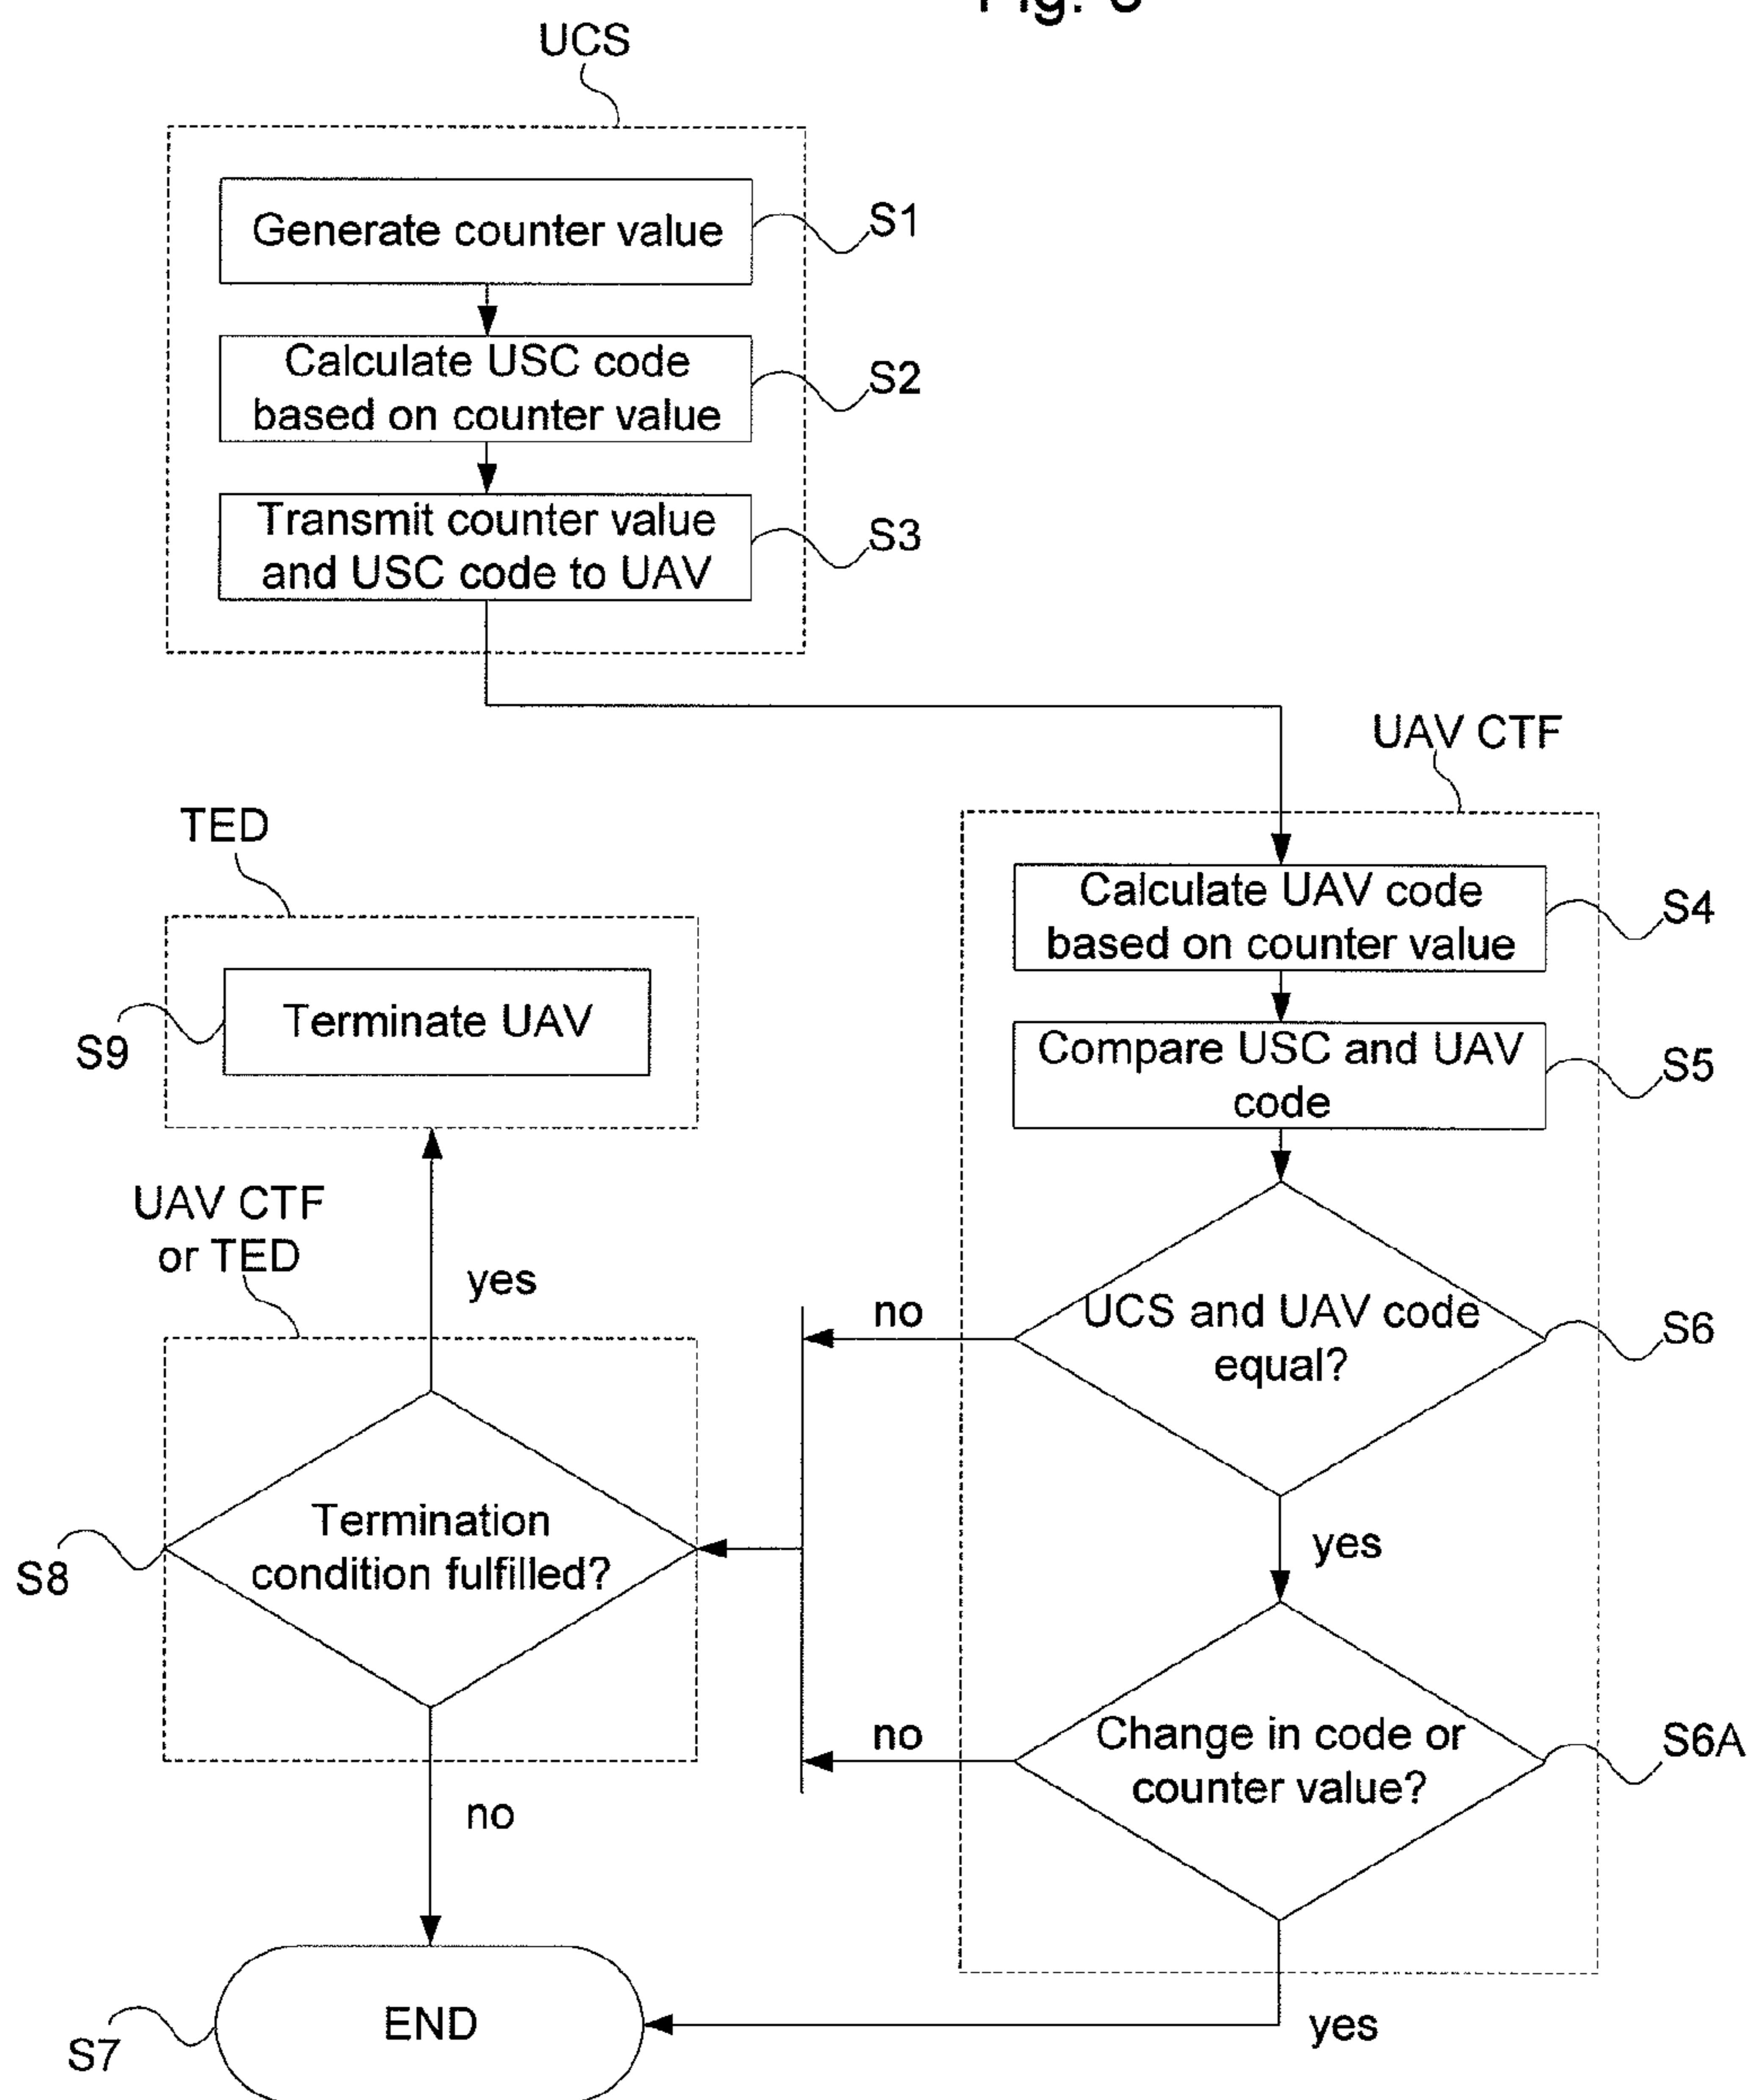 UCS
Generate counter value
S1
Calculate USC code
based on counter value
S2
Transmit counter value
and USC code to UAV
S3
UAV CTF
TED
Calculate UAV code
based on counter value
S4
Terminate UAV
S9
Compare USC and UAV
code
S5
UAV CTF
or TED
yes
no
UCS and UAV code
equal?
S6
yes
Termination
condition fulfilled?
S8
no
Change in code or
counter value?
S6A
no
END
S7
yes